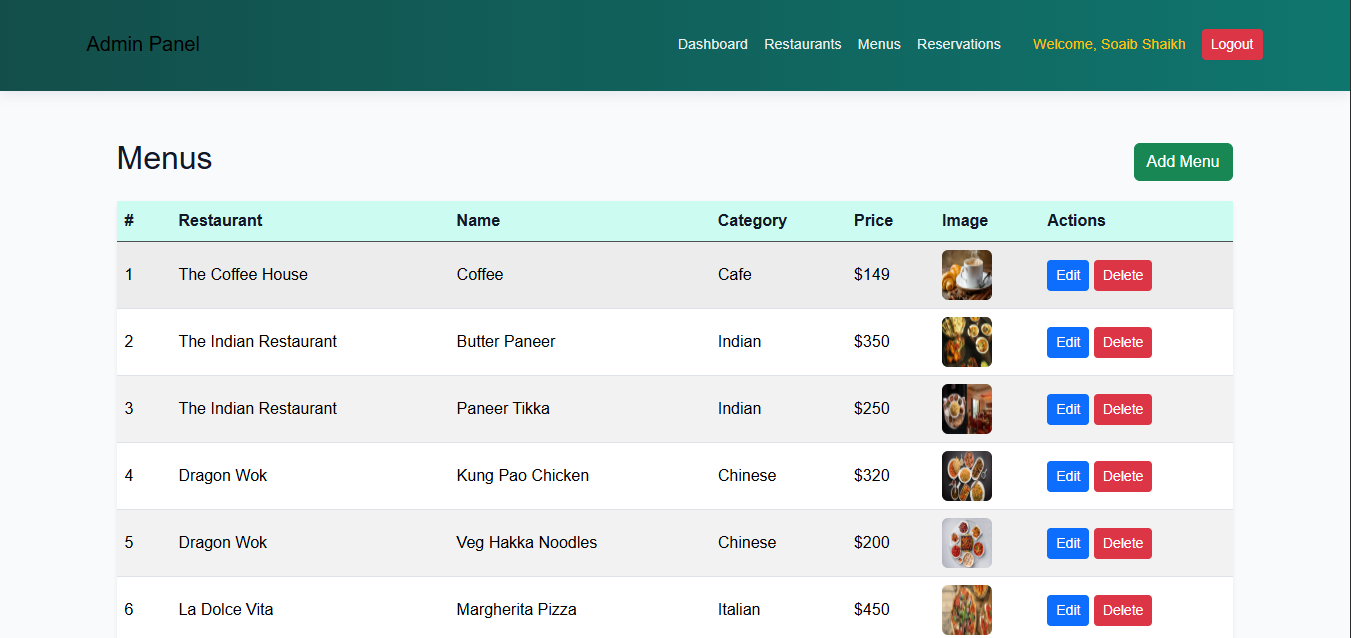 Admin Panel Dashboard Restaurants Menus Reservations Welcome, Soaib Shaikh Logout
Menus Add Menu
# Restaurant Name Category Price Image Actions
1 The Coffee House Coffee Cafe $149 Edit Delete
2 The Indian Restaurant Butter Paneer Indian $350 Edit Delete
3 The Indian Restaurant Paneer Tikka Indian $250 Edit Delete
4 Dragon Wok Kung Pao Chicken Chinese $320 Edit Delete
5 Dragon Wok Veg Hakka Noodles Chinese $200 Edit Delete
6 La Dolce Vita Margherita Pizza Italian $450 Edit Delete